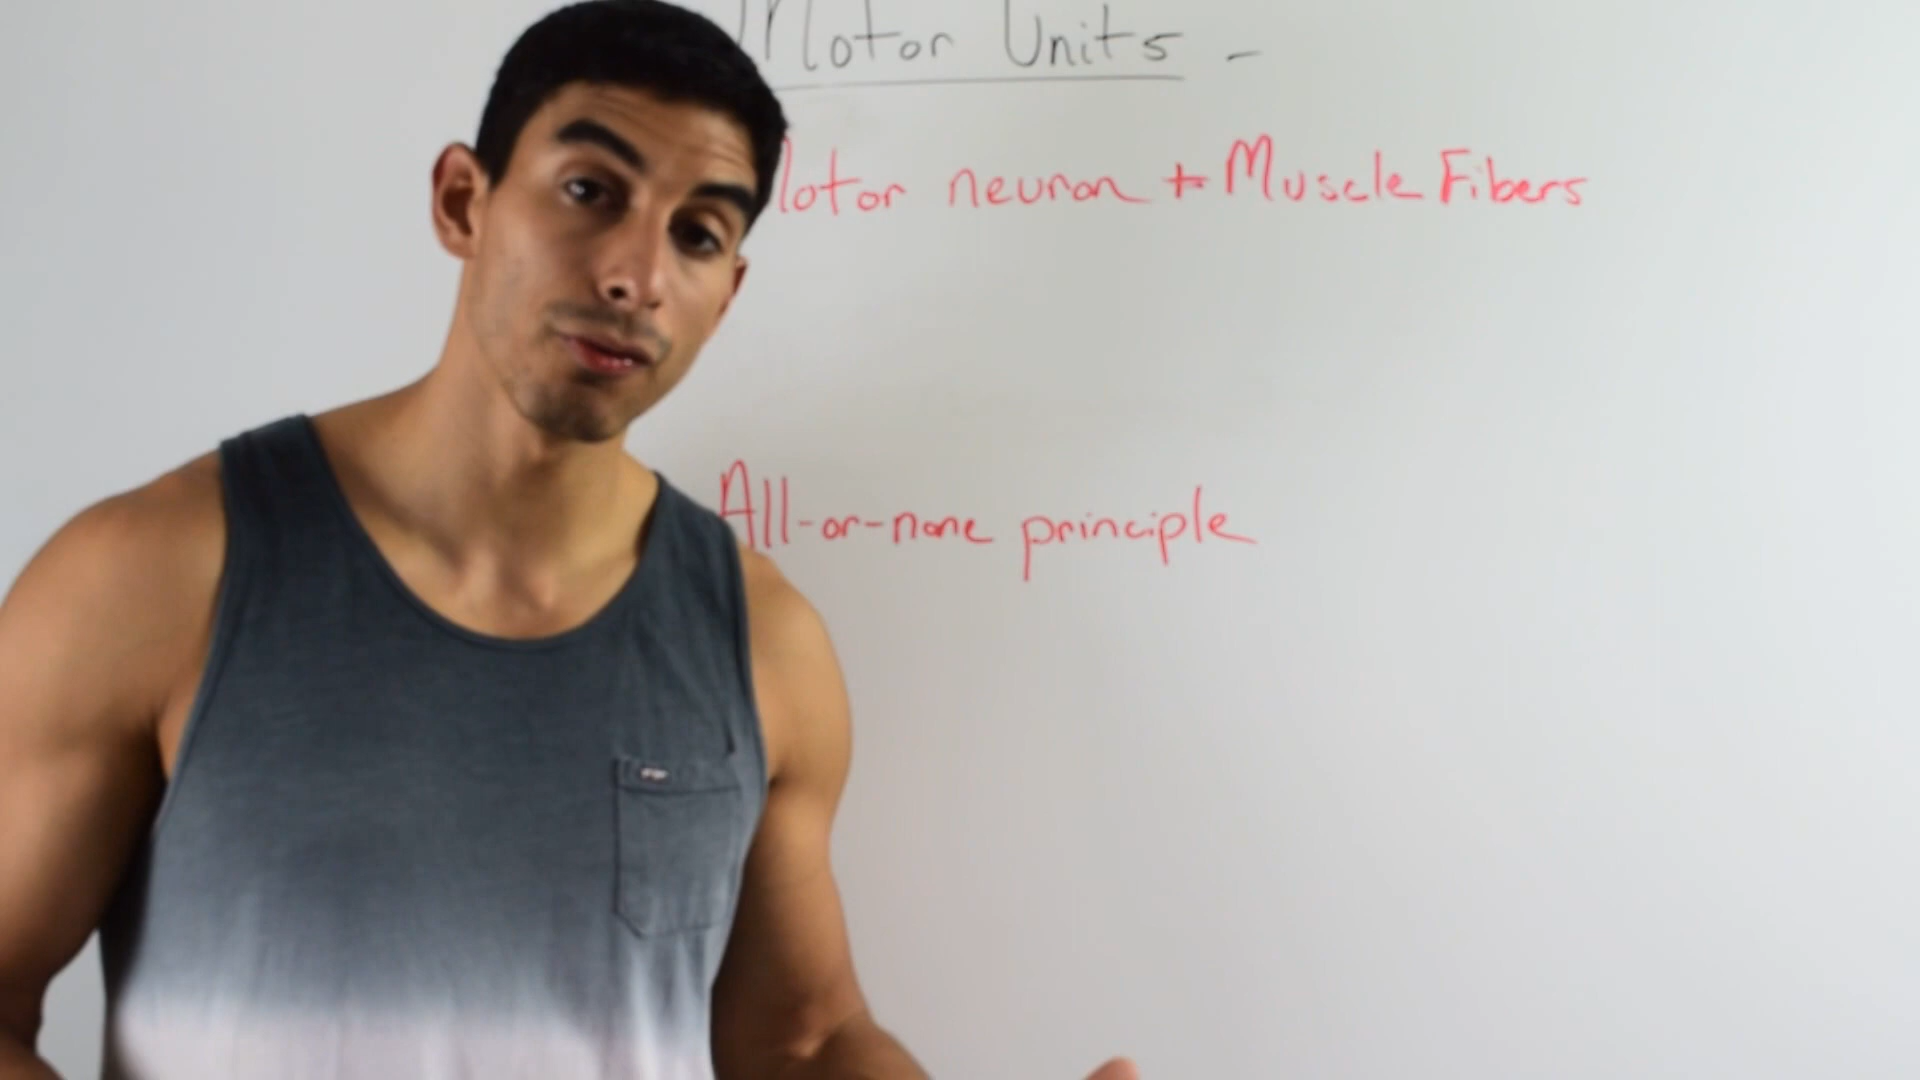 Motor Units -
Motor neuron + Muscle Fibers
All-or-none principle